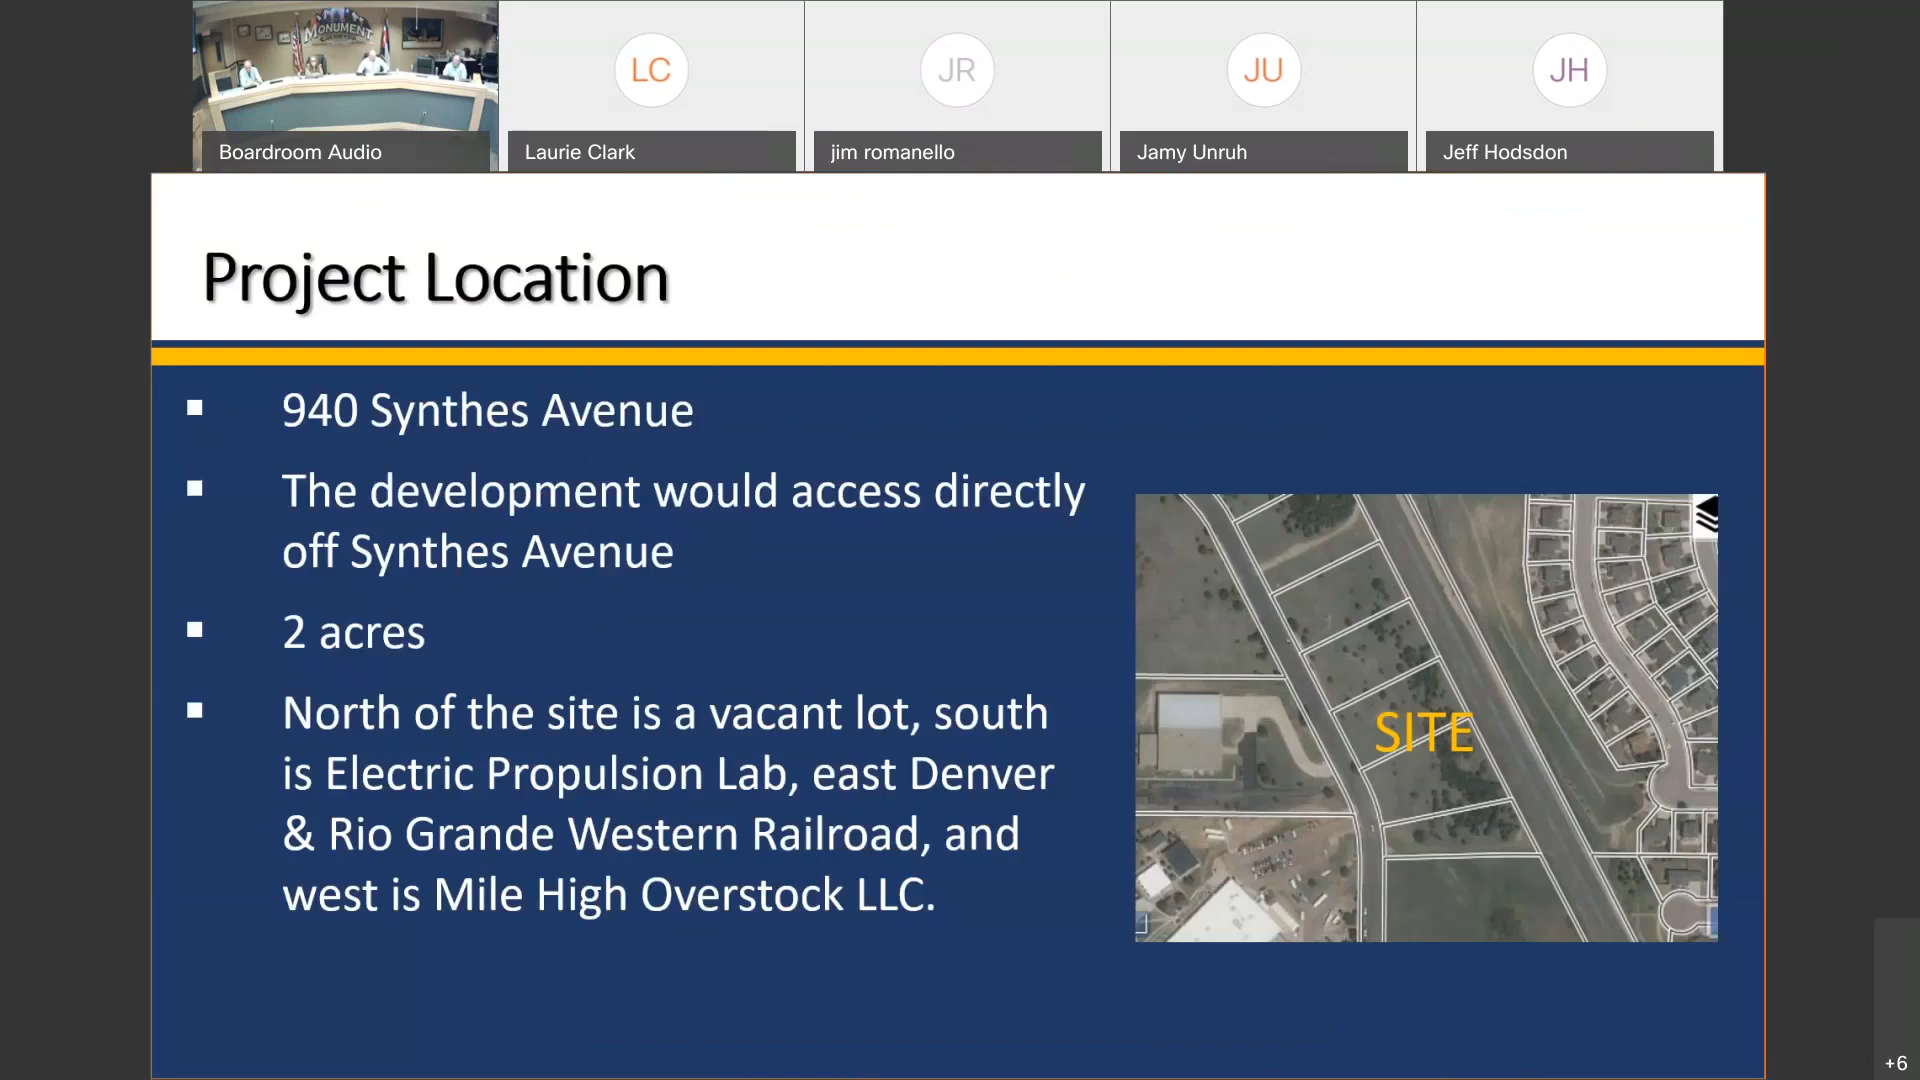 MONUMENT
LC
JR
JU
JH
Boardroom Audio
Laurie Clark
jim romanello
Jamy Unruh
Jeff Hodsdon
Project Location
▪ 940 Synthes Avenue
▪ The development would access directly
off Synthes Avenue
▪ 2 acres
▪ North of the site is a vacant lot, south
is Electric Propulsion Lab, east Denver
& Rio Grande Western Railroad, and
west is Mile High Overstock LLC.
SITE
+6